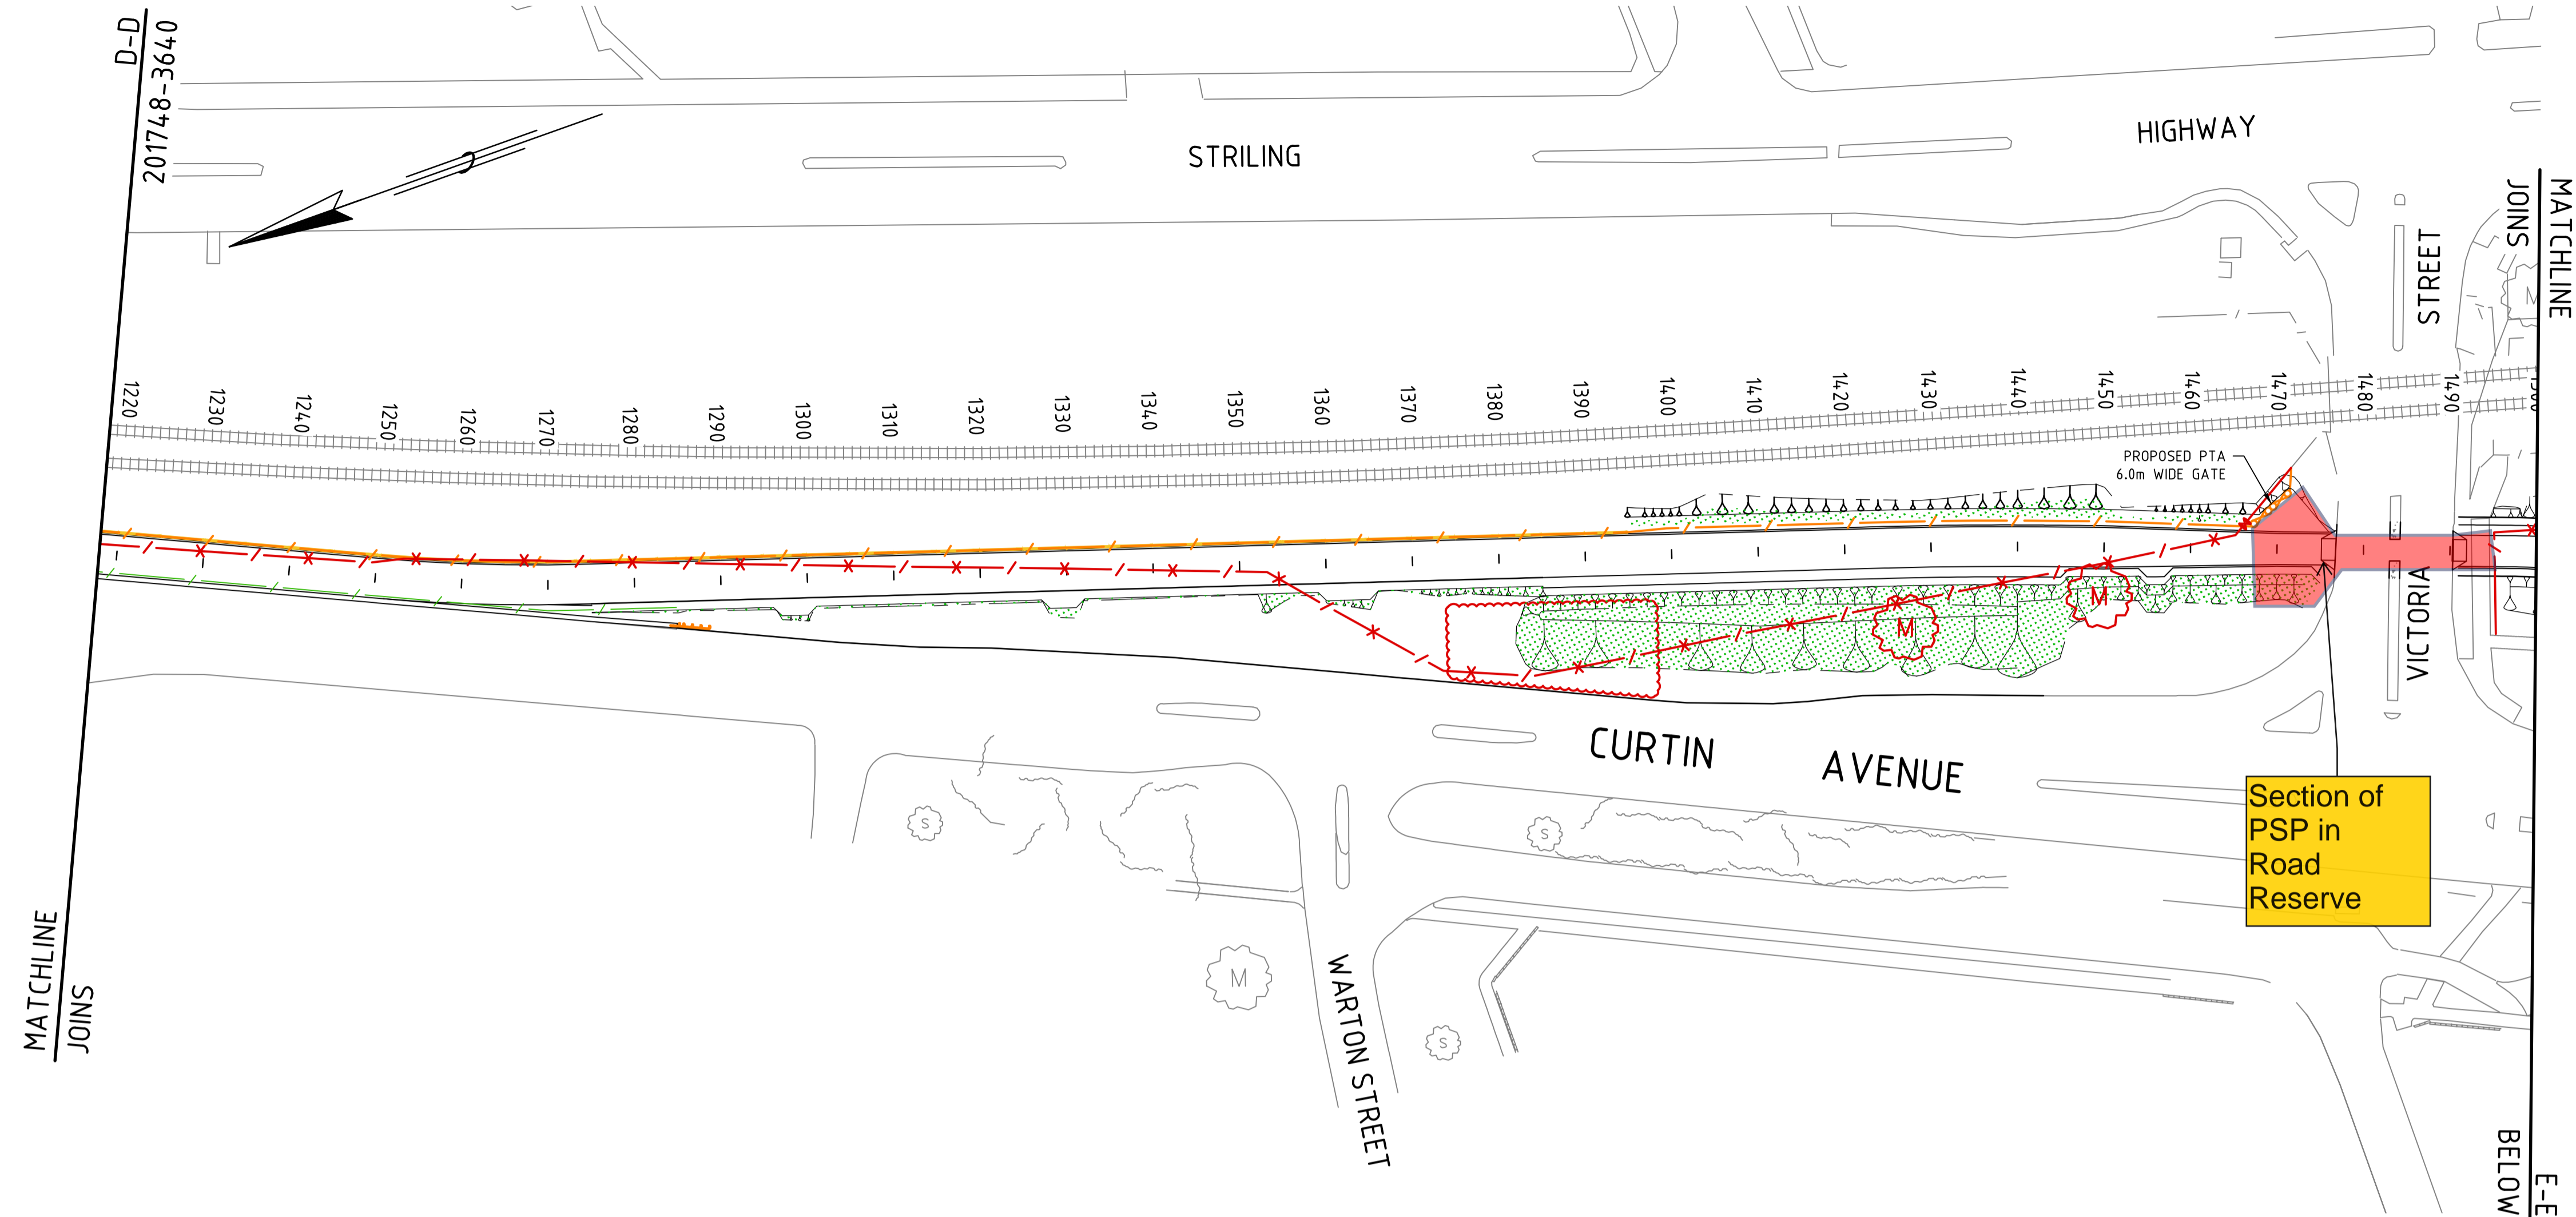 D-D
201748-3640
STRILING
HIGHWAY
JOINS
MATCHLINE
STREET
1220
1230
1240
1250
1260
1270
1280
1290
1300
1310
1320
1330
1340
1350
1360
1370
1380
1390
1400
1410
1420
1430
1440
1450
1460
1470
1480
1490
PROPOSED PTA
6.0m WIDE GATE
M
M
M
VICTORIA
CURTIN AVENUE
S
S
Section of
PSP in
Road
Reserve
M
S
WARTON STREET
MATCHLINE
JOINS
BELOW
E-E